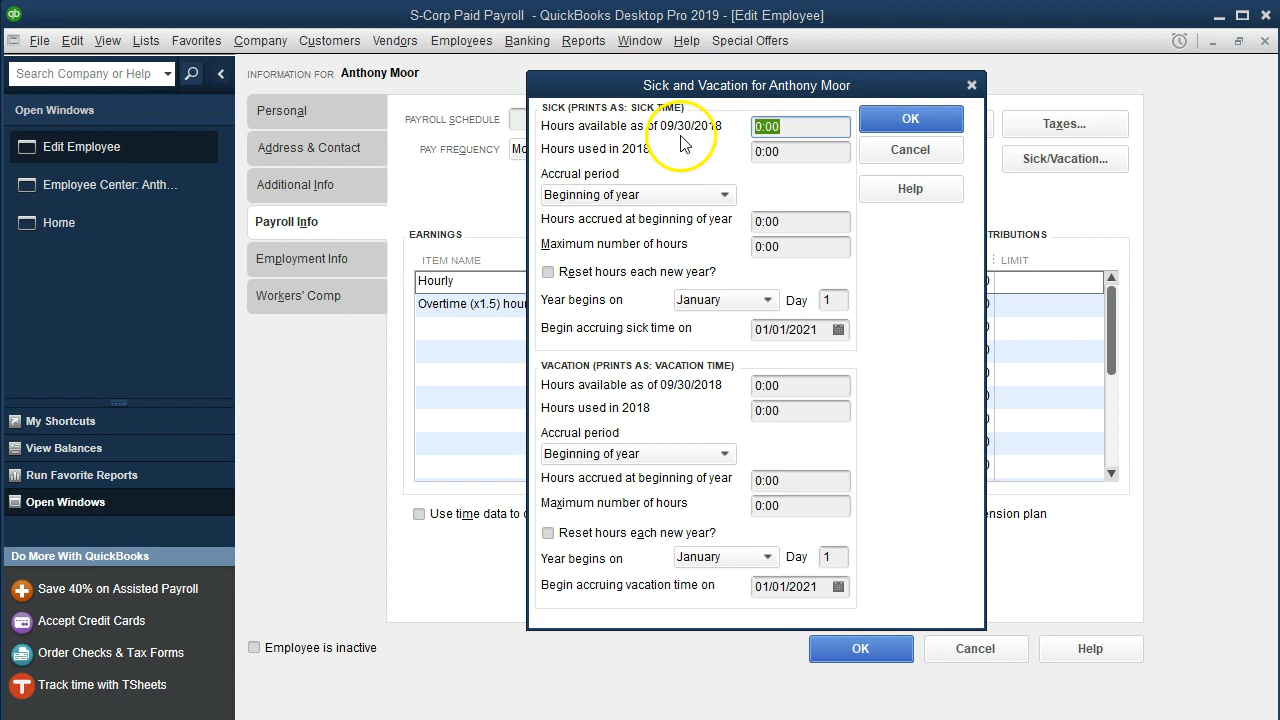 S-Corp Paid Payroll - QuickBooks Desktop Pro 2019 - [Edit Employee]
File Edit View Lists Favorites Company Customers Vendors Employees Banking Reports Window Help Special Offers
Search Company or Help
INFORMATION FOR Anthony Moor
Open Windows
Edit Employee
Employee Center: Anth...
Home
My Shortcuts
View Balances
Run Favorite Reports
Open Windows
Do More With QuickBooks
Save 40% on Assisted Payroll
Accept Credit Cards
Order Checks & Tax Forms
Track time with TSheets
Personal
Address & Contact
Additional Info
Payroll Info
Employment Info
Workers' Comp
PAYROLL SCHEDULE
PAY FREQUENCY Mo
Taxes...
Sick/Vacation...
EARNINGS
ITEM NAME
Hourly
Overtime (x1.5) hour
LIMIT
Use time data to
Employee is inactive
OK Cancel Help
Sick and Vacation for Anthony Moor
SICK (PRINTS AS: SICK TIME)
Hours available as of 09/30/2018 0:00
Hours used in 2018 0:00
Accrual period
Beginning of year
Hours accrued at beginning of year 0:00
Maximum number of hours 0:00
Reset hours each new year?
Year begins on January Day 1
Begin accruing sick time on 01/01/2021
VACATION (PRINTS AS: VACATION TIME)
Hours available as of 09/30/2018 0:00
Hours used in 2018 0:00
Accrual period
Beginning of year
Hours accrued at beginning of year 0:00
Maximum number of hours 0:00
Reset hours each new year?
Year begins on January Day 1
Begin accruing vacation time on 01/01/2021
OK
Cancel
Help
TRIBUTIONS
ension plan